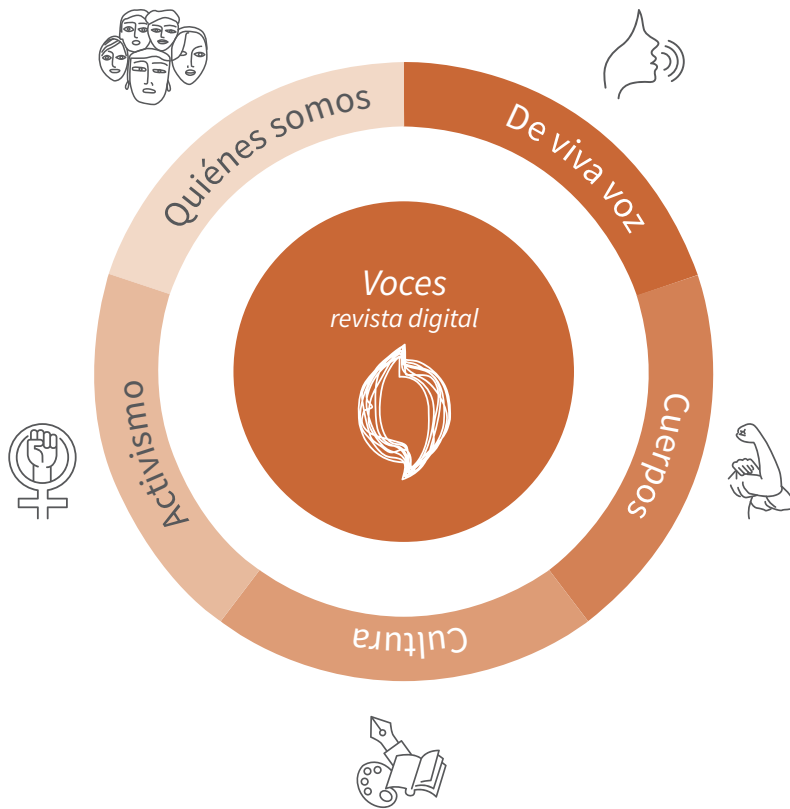 Quiénes somos
De viva voz
Voces
revista digital
Activismo
Cuerpos
Cultura